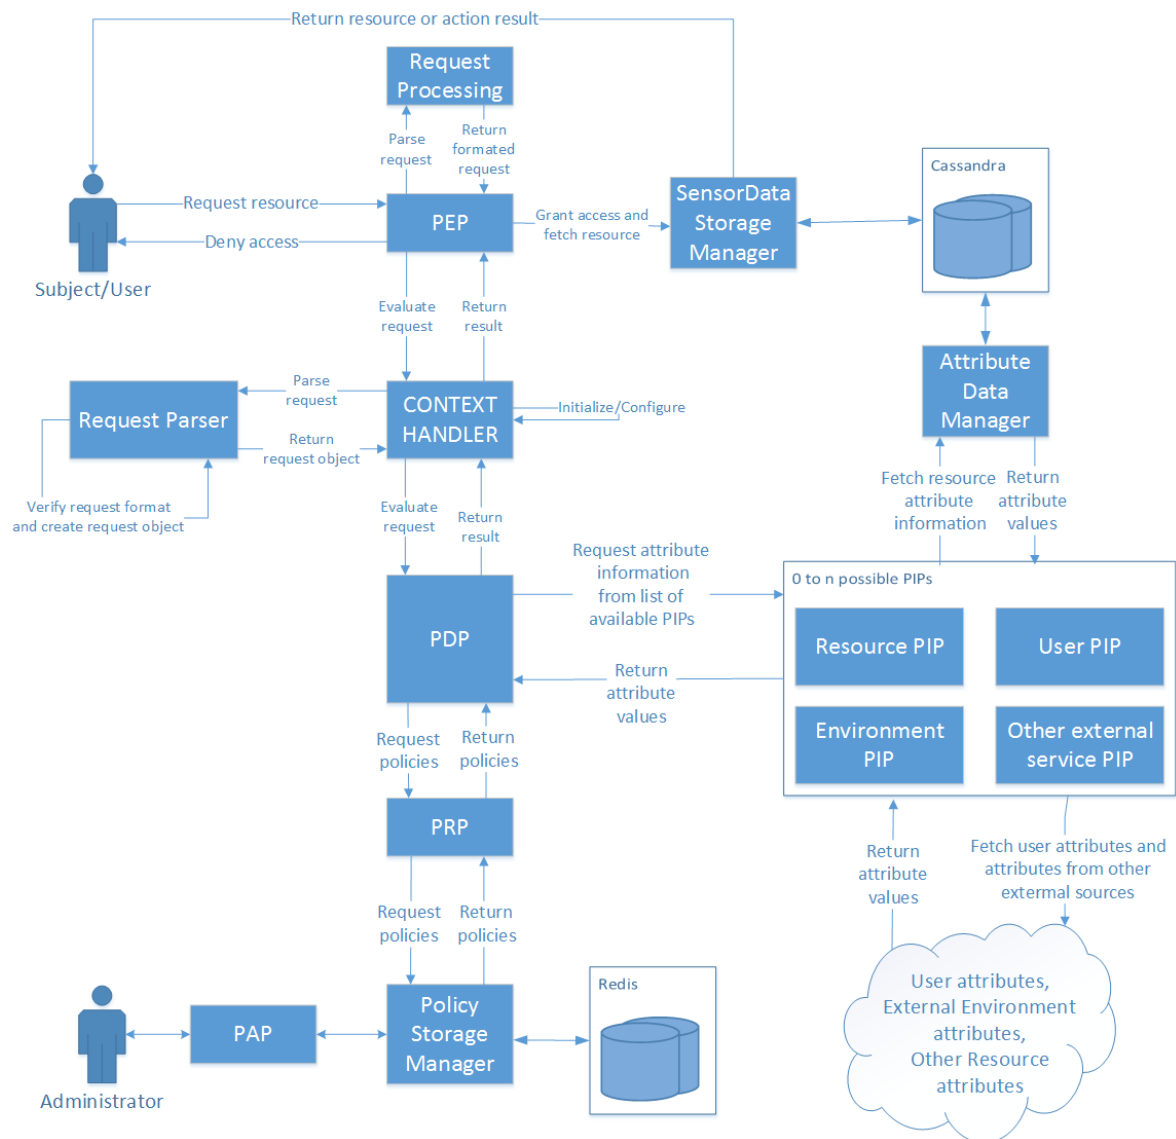 Return resource or action result
Request
Processing
Parse
request
Return
formated
request
Cassandra
Request resource
PEP
Grant access and
fetch resource
SensorData
Storage
Manager
Deny access
Subject/User
Evaluate
request
Return
result
Attribute
Data
Manager
Parse
request
Request Parser
CONTEXT
HANDLER
Initialize/Configure
Return
request object
Fetch resource
attribute
information
Return
attribute
values
Verify request format
and create request object
Evaluate
request
Return
result
Request attribute
information
from list of
available PIPs
0 to n possible PIPs
PDP
Resource PIP
User PIP
Return
attribute
values
Environment
PIP
Other external
service PIP
Request
policies
Return
policies
PRP
Return
attribute
values
Fetch user attributes and
attributes from other
extermal sources
Request
policies
Return
policies
Redis
User attributes,
External Environment
attributes,
Other Resource
attributes
PAP
Policy
Storage
Manager
Administrator